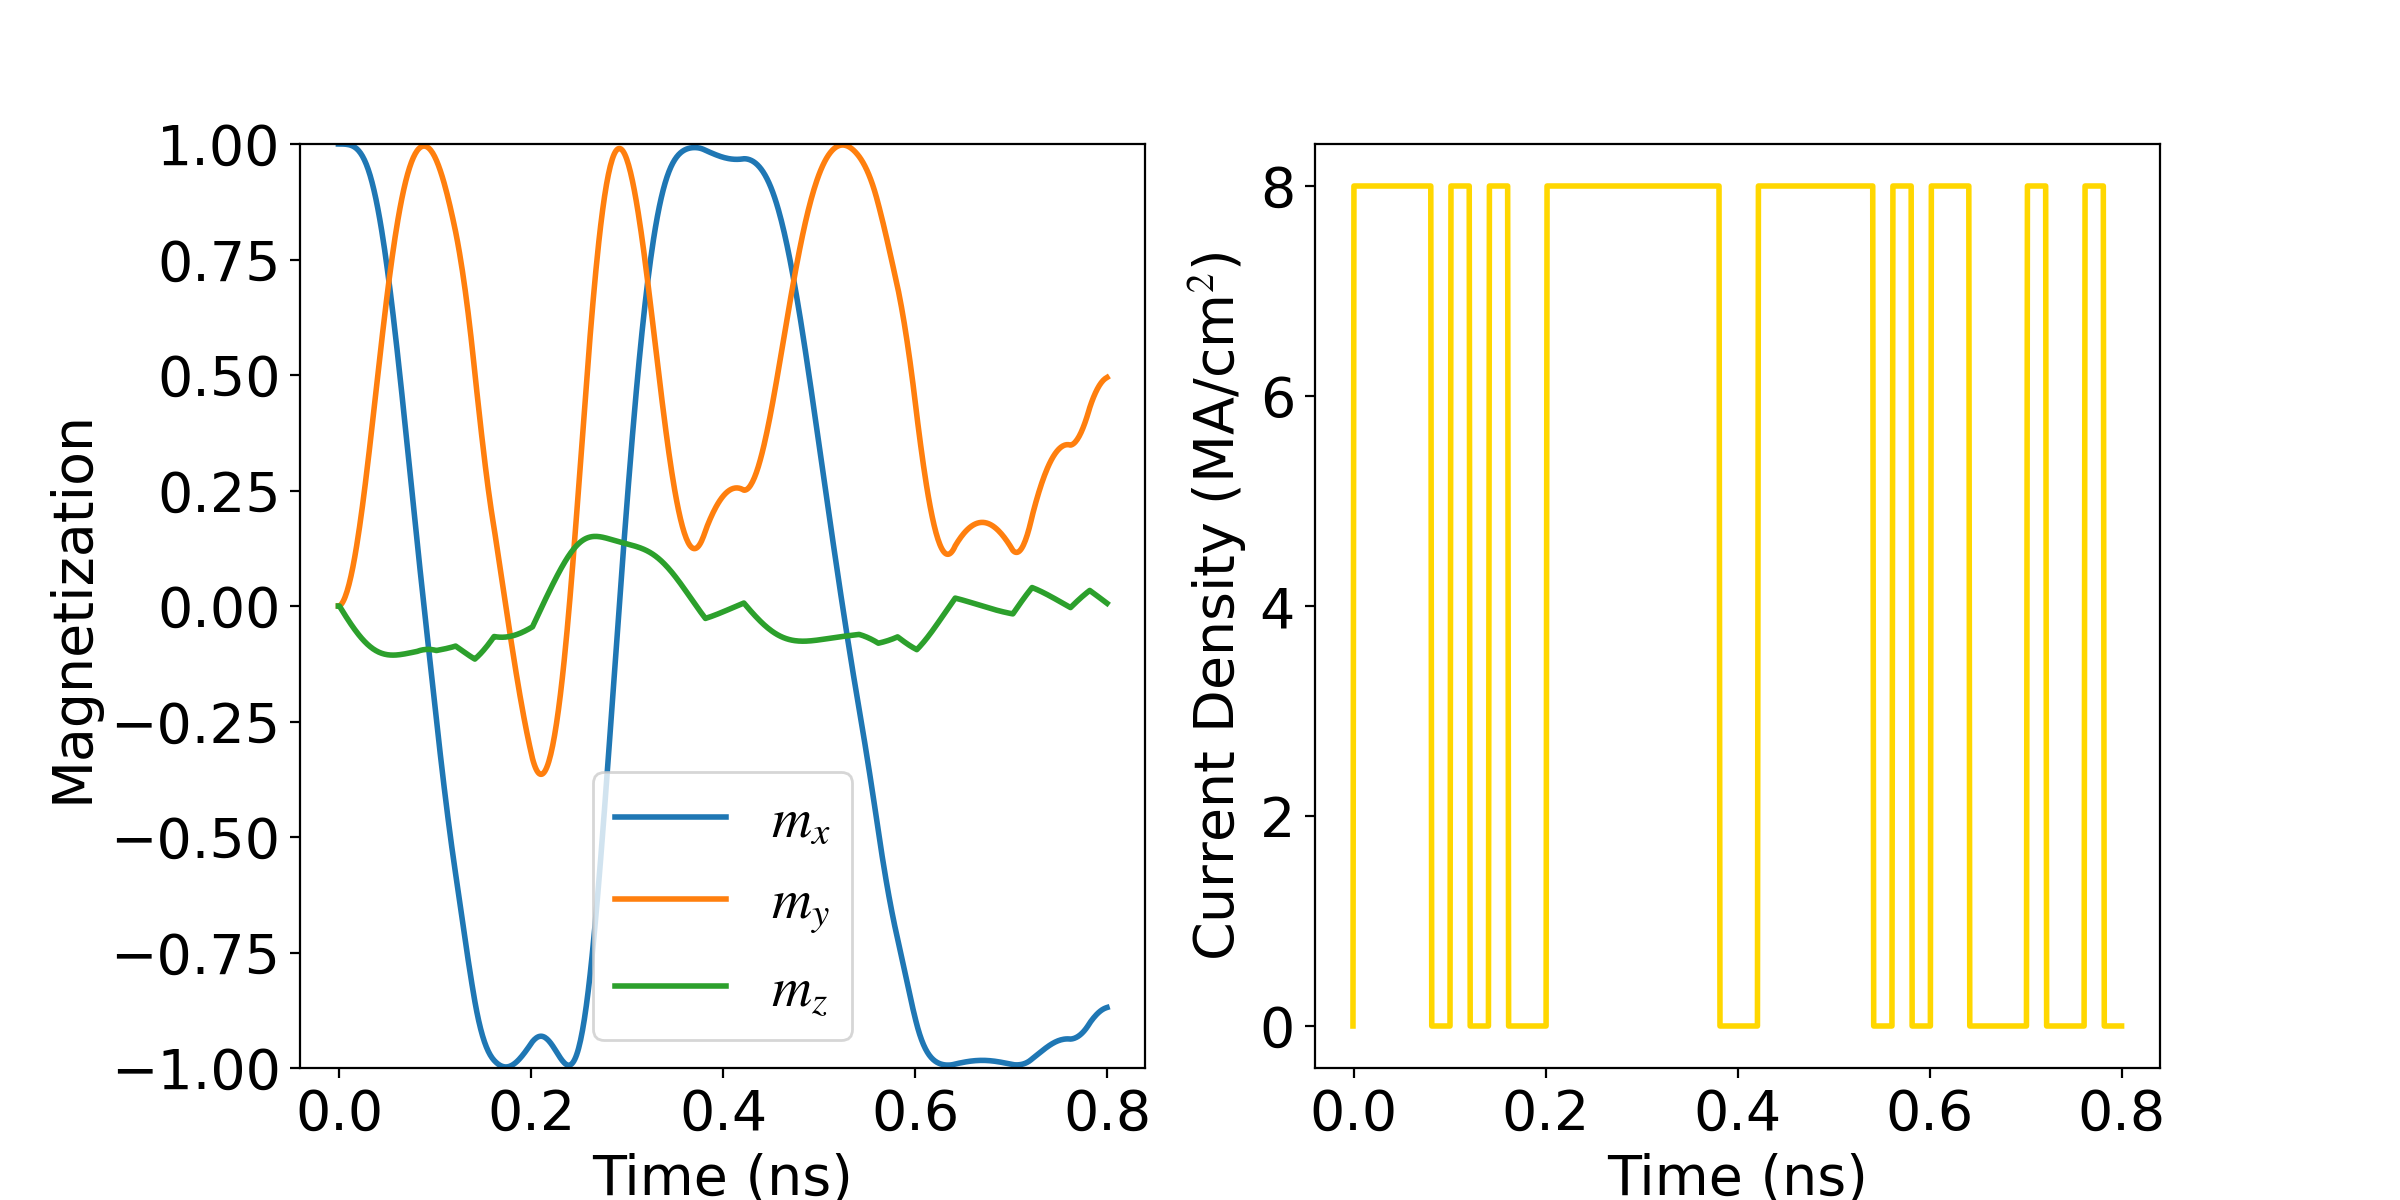 Magnetization
1.00
0.75
0.50
0.25
0.00
−0.25
−0.50
−0.75
−1.00
0.0 0.2 0.4 0.6 0.8
Time (ns)
m_x
m_y
m_z
Current Density (MA/cm²)
8
6
4
2
0
0.0 0.2 0.4 0.6 0.8
Time (ns)